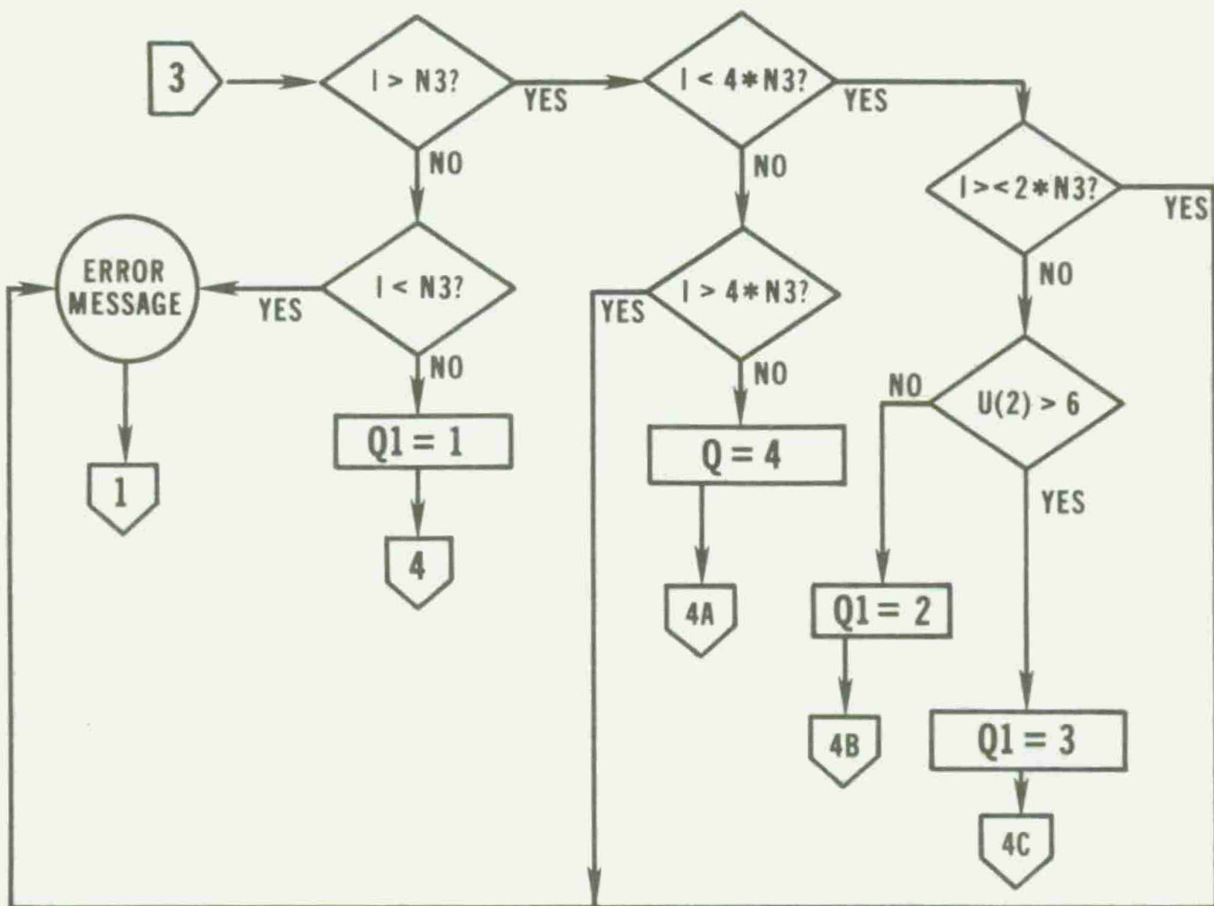 3
I > N3?
YES
I < 4*N3?
YES
NO
NO
I > < 2*N3?
YES
ERROR
MESSAGE
YES
I < N3?
NO
YES
I > 4*N3?
NO
NO
NO
U(2) > 6
YES
1
Q1 = 1
4
Q = 4
4A
Q1 = 2
4B
Q1 = 3
4C